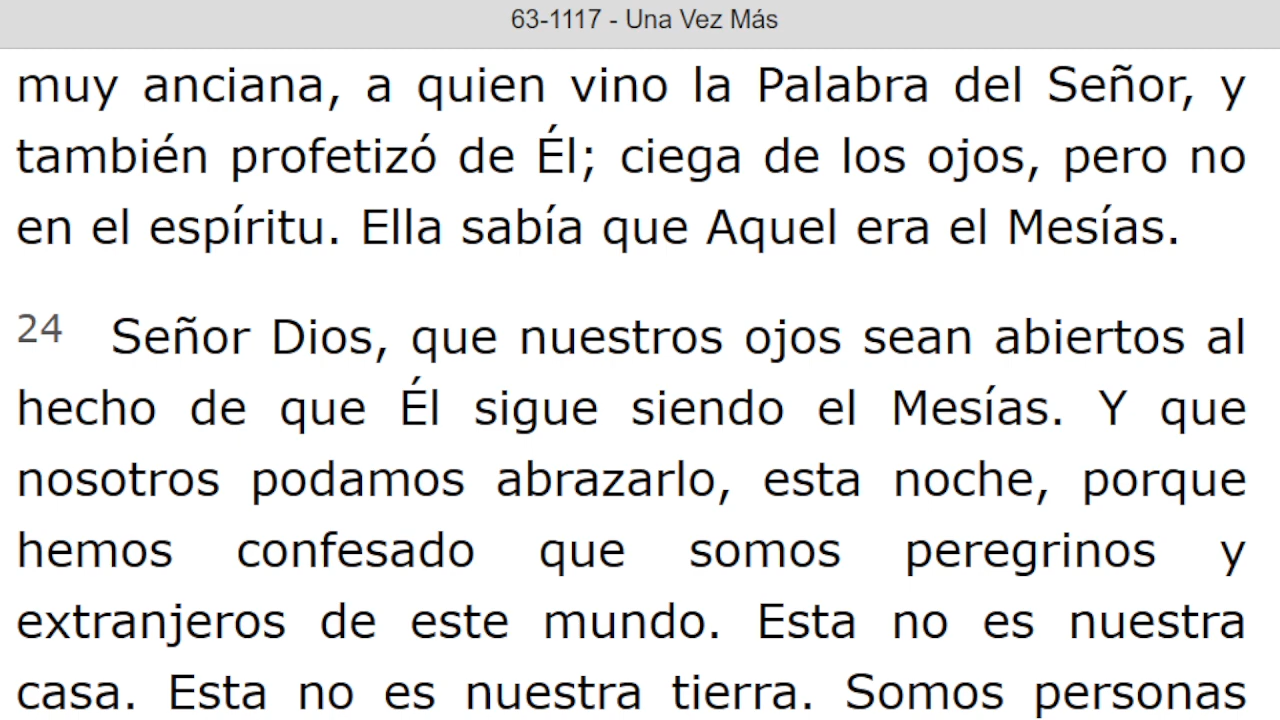 63-1117 - Una Vez Más
muy anciana, a quien vino la Palabra del Señor, y
también profetizó de Él; ciega de los ojos, pero no
en el espíritu. Ella sabía que Aquel era el Mesías.
24 Señor Dios, que nuestros ojos sean abiertos al
hecho de que Él sigue siendo el Mesías. Y que
nosotros podamos abrazarlo, esta noche, porque
hemos confesado que somos peregrinos y
extranjeros de este mundo. Esta no es nuestra
casa. Esta no es nuestra tierra. Somos personas